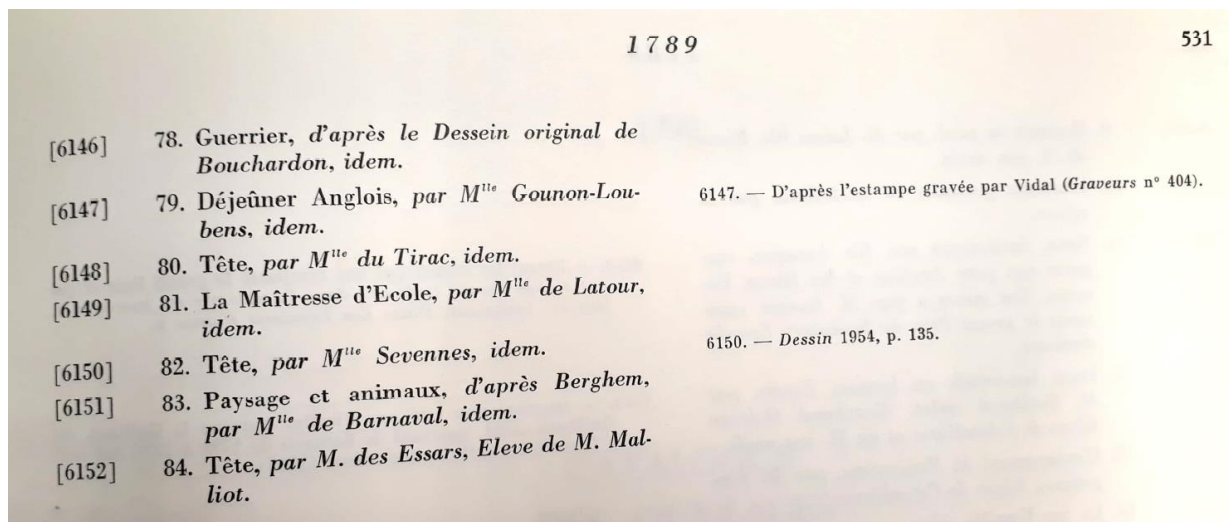 1789
531
[6146] 78. Guerrier, d'après le Dessein original de
Bouchardon, idem.
[6147] 79. Déjeûner Anglois, par Mlle Gounon-Lou-
bens, idem.
[6148] 80. Tête, par Mlle du Tirac, idem.
[6149] 81. La Maîtresse d'Ecole, par Mlle de Latour,
idem.
[6150] 82. Tête, par Mlle Sevennes, idem.
[6151] 83. Paysage et animaux, d'après Berghem,
par Mlle de Barnaval, idem.
[6152] 84. Tête, par M. des Essars, Eleve de M. Mal-
liot.
6147. — D'après l'estampe gravée par Vidal (Graveurs n° 404).
6150. — Dessin 1954, p. 135.